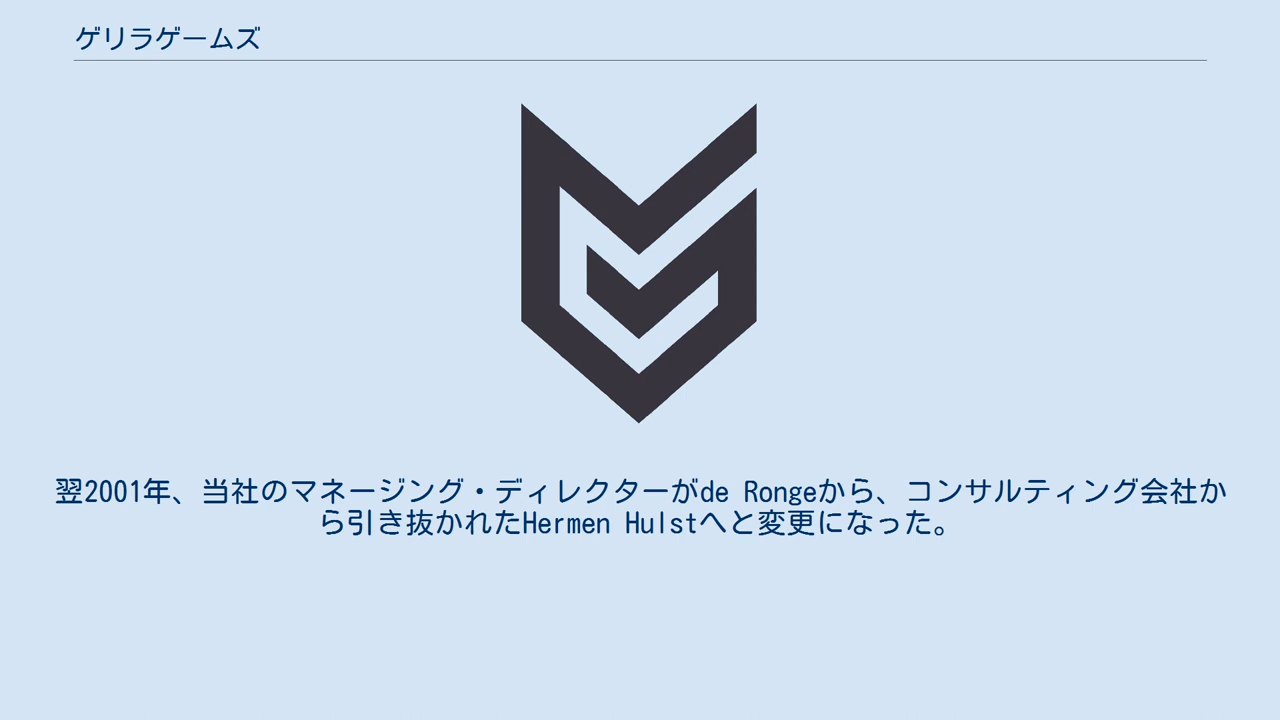 ゲリラゲームズ
翌2001年、当社のマネージング・ディレクターがde Rongeから、コンサルティング会社か
ら引き抜かれたHermen Hulstへと変更になった。